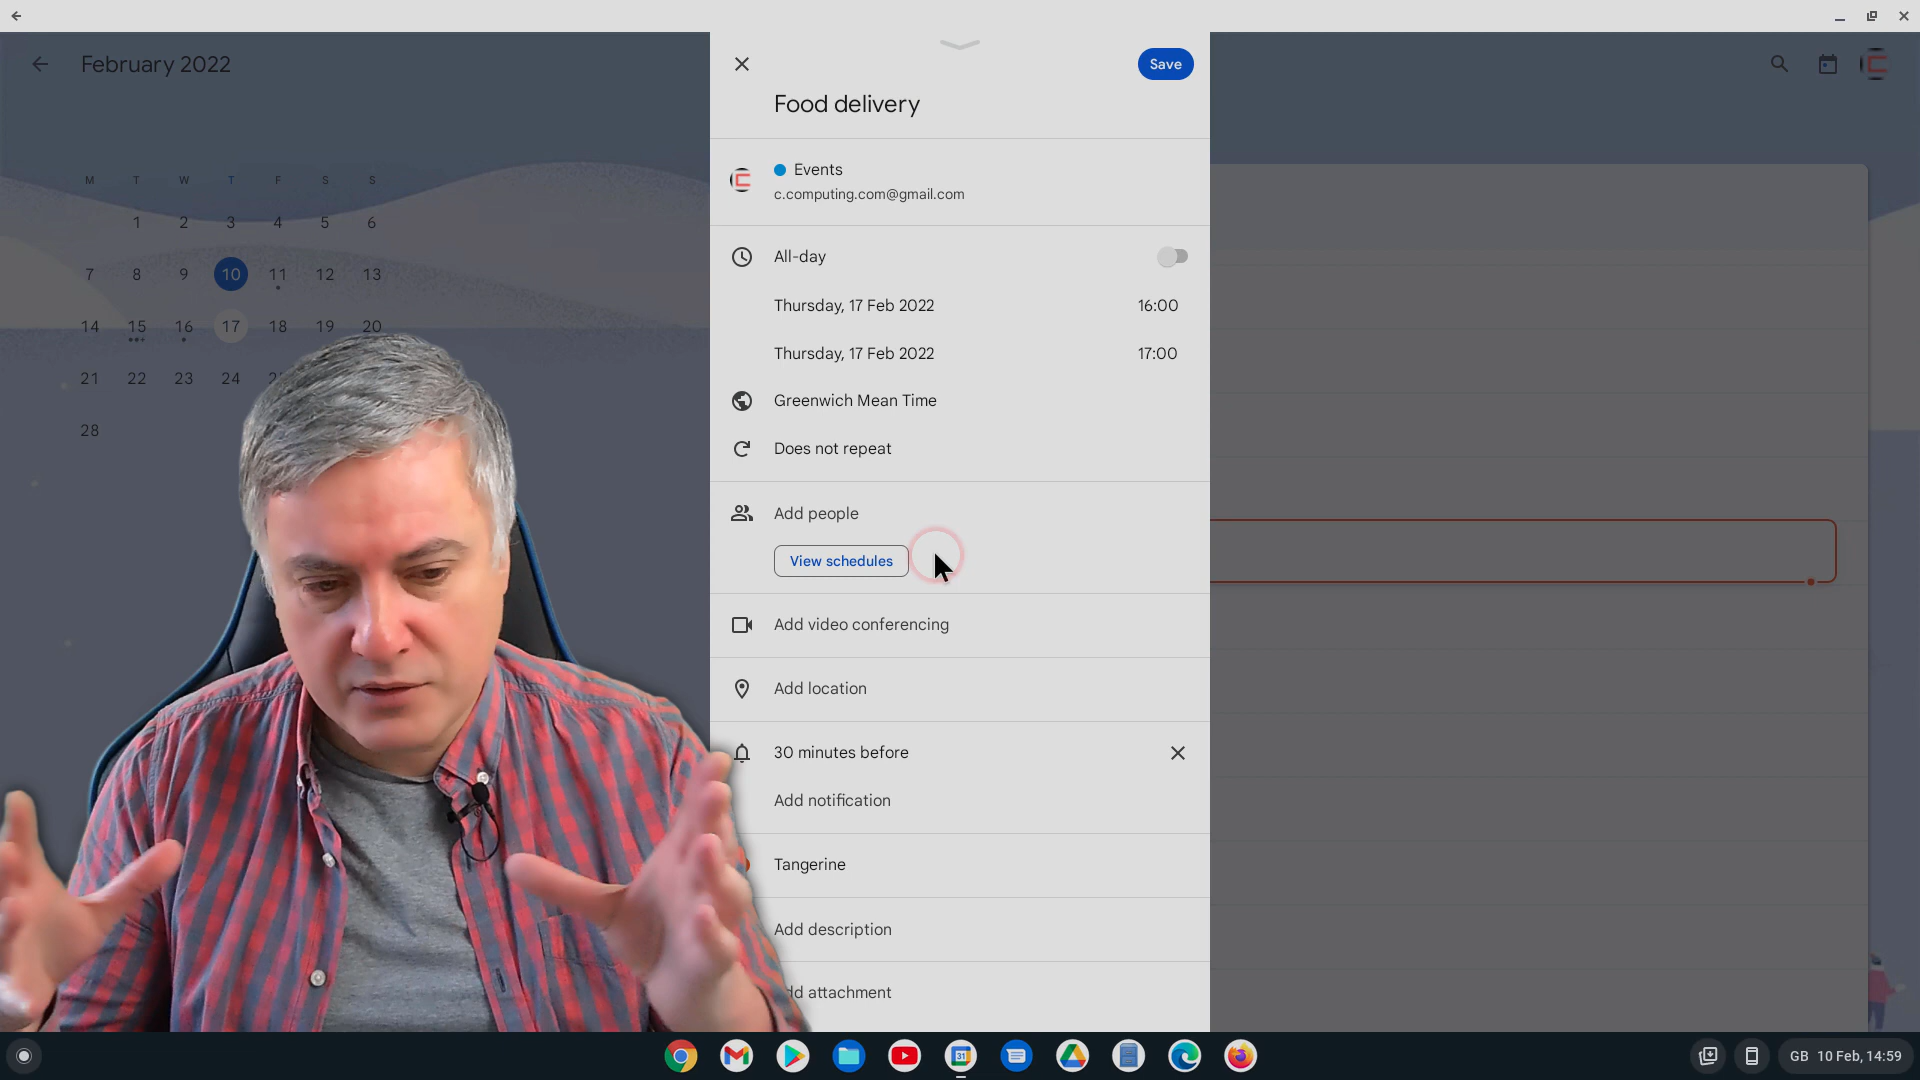 February 2022
M T W T F S S
1 2 3 4 5 6
7 8 9 10 11 12 13
14 15 16 17 18 19 20
21 22 23 24
28
Save
Food delivery
Events
c.computing.com@gmail.com
All-day
Thursday, 17 Feb 2022 16:00
Thursday, 17 Feb 2022 17:00
Greenwich Mean Time
Does not repeat
Add people
View schedules
Add video conferencing
Add location
30 minutes before
Add notification
Tangerine
Add description
dd attachment
31
GB 10 Feb, 14:59